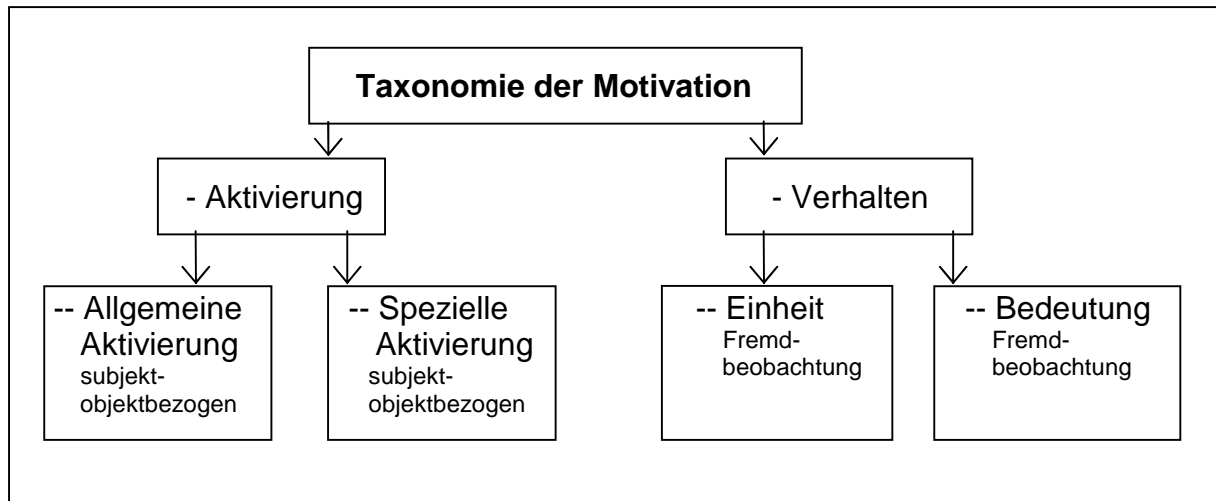 Taxonomie der Motivation
- Aktivierung
- Verhalten
-- Allgemeine
Aktivierung
subjekt-
objektbezogen
-- Spezielle
Aktivierung
subjekt-
objektbezogen
-- Einheit
Fremd-
beobachtung
-- Bedeutung
Fremd-
beobachtung